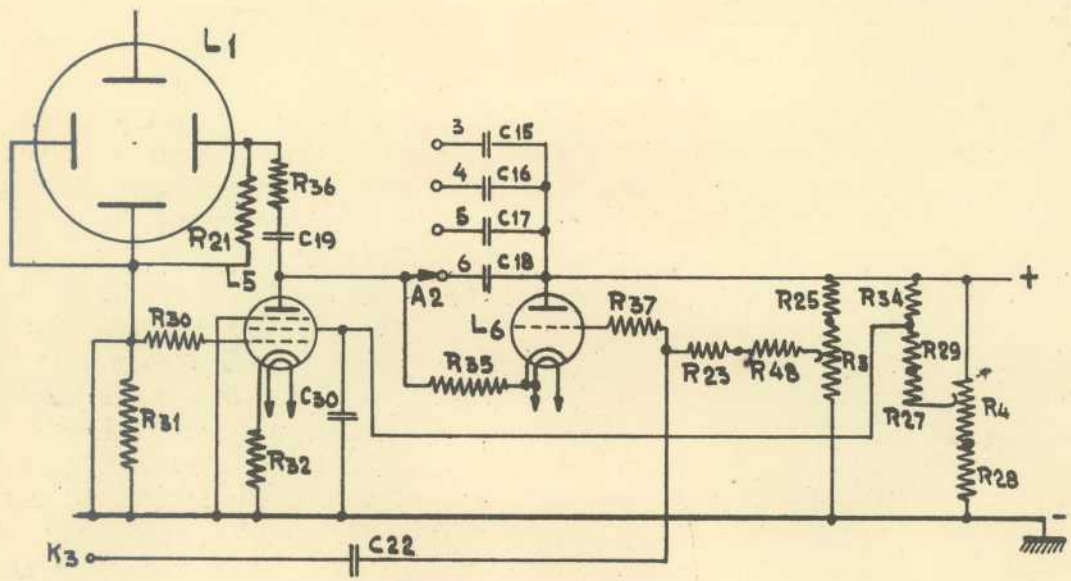 L1
3 C15
4 C16
5 C17
6 C18
R36
R21
C19
L5
A2
L6
R37
R25
R34
+
R30
R35
R23
R48
R3
R29
R27
R4
C30
R31
R32
R28
-
K3
C22